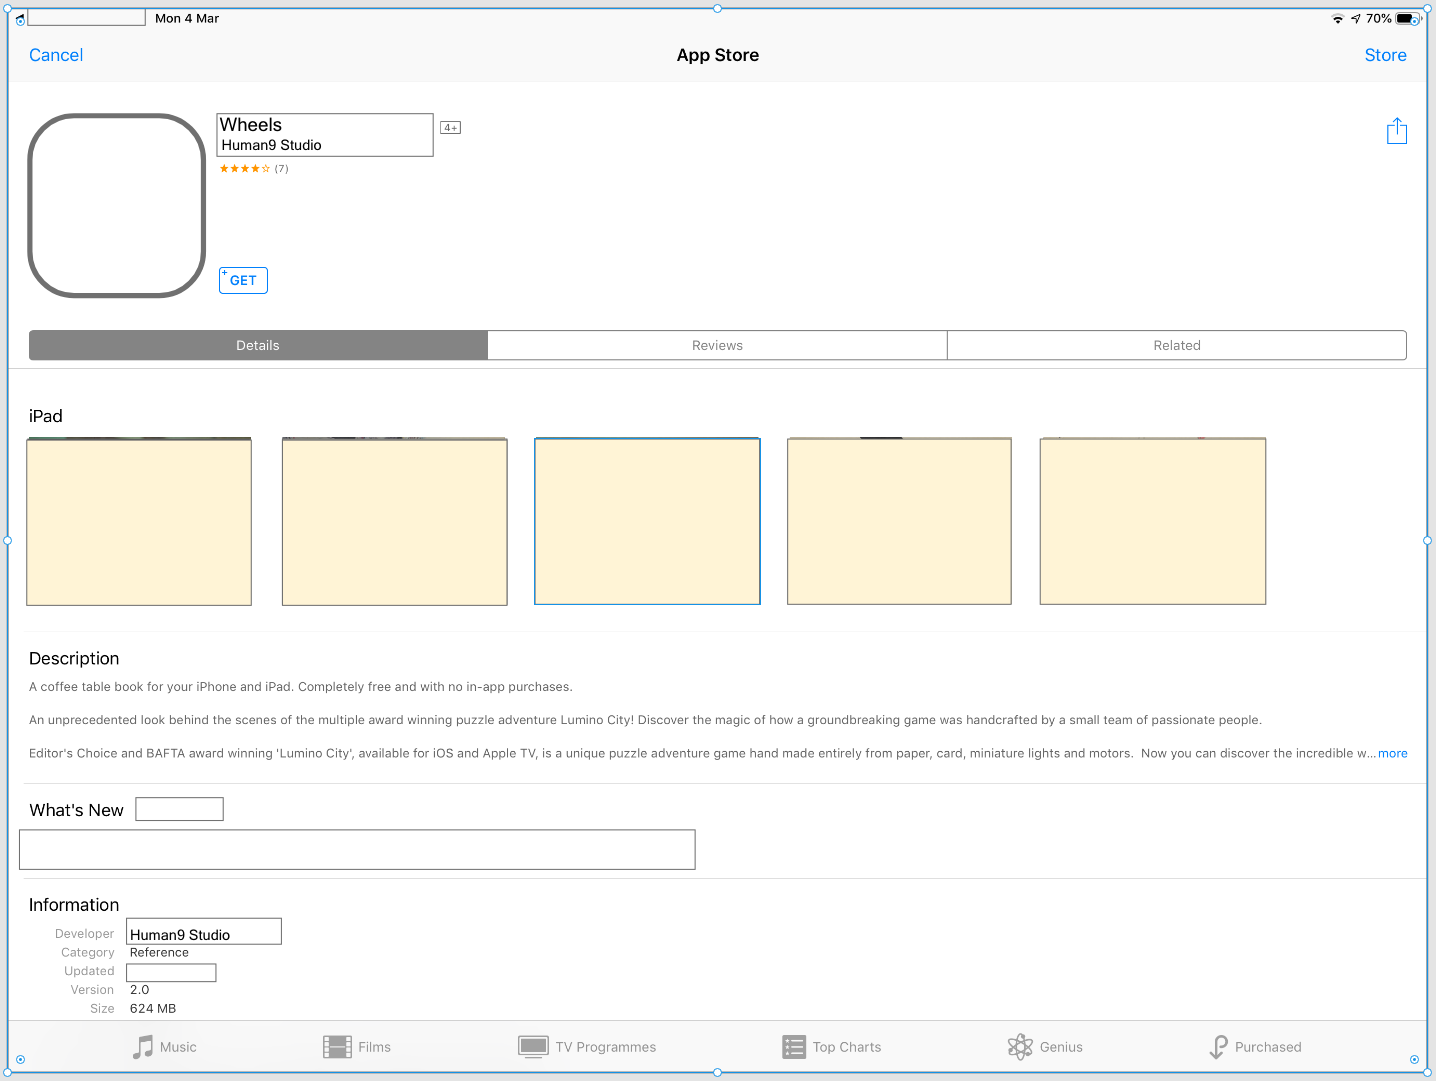 Mon 4 Mar
70%
Cancel
App Store
Store
Wheels
4+
Human9 Studio
★★★★☆ (7)
+
GET
Details
Reviews
Related
iPad
Description
A coffee table book for your iPhone and iPad. Completely free and with no in-app purchases.
An unprecedented look behind the scenes of the multiple award winning puzzle adventure Lumino City! Discover the magic of how a groundbreaking game was handcrafted by a small team of passionate people.
Editor's Choice and BAFTA award winning 'Lumino City', available for iOS and Apple TV, is a unique puzzle adventure game hand made entirely from paper, card, miniature lights and motors.  Now you can discover the incredible w... more
What's New
Information
Developer Human9 Studio
Category Reference
Updated
Version 2.0
Size 624 MB
Music
Films
TV Programmes
Top Charts
Genius
Purchased